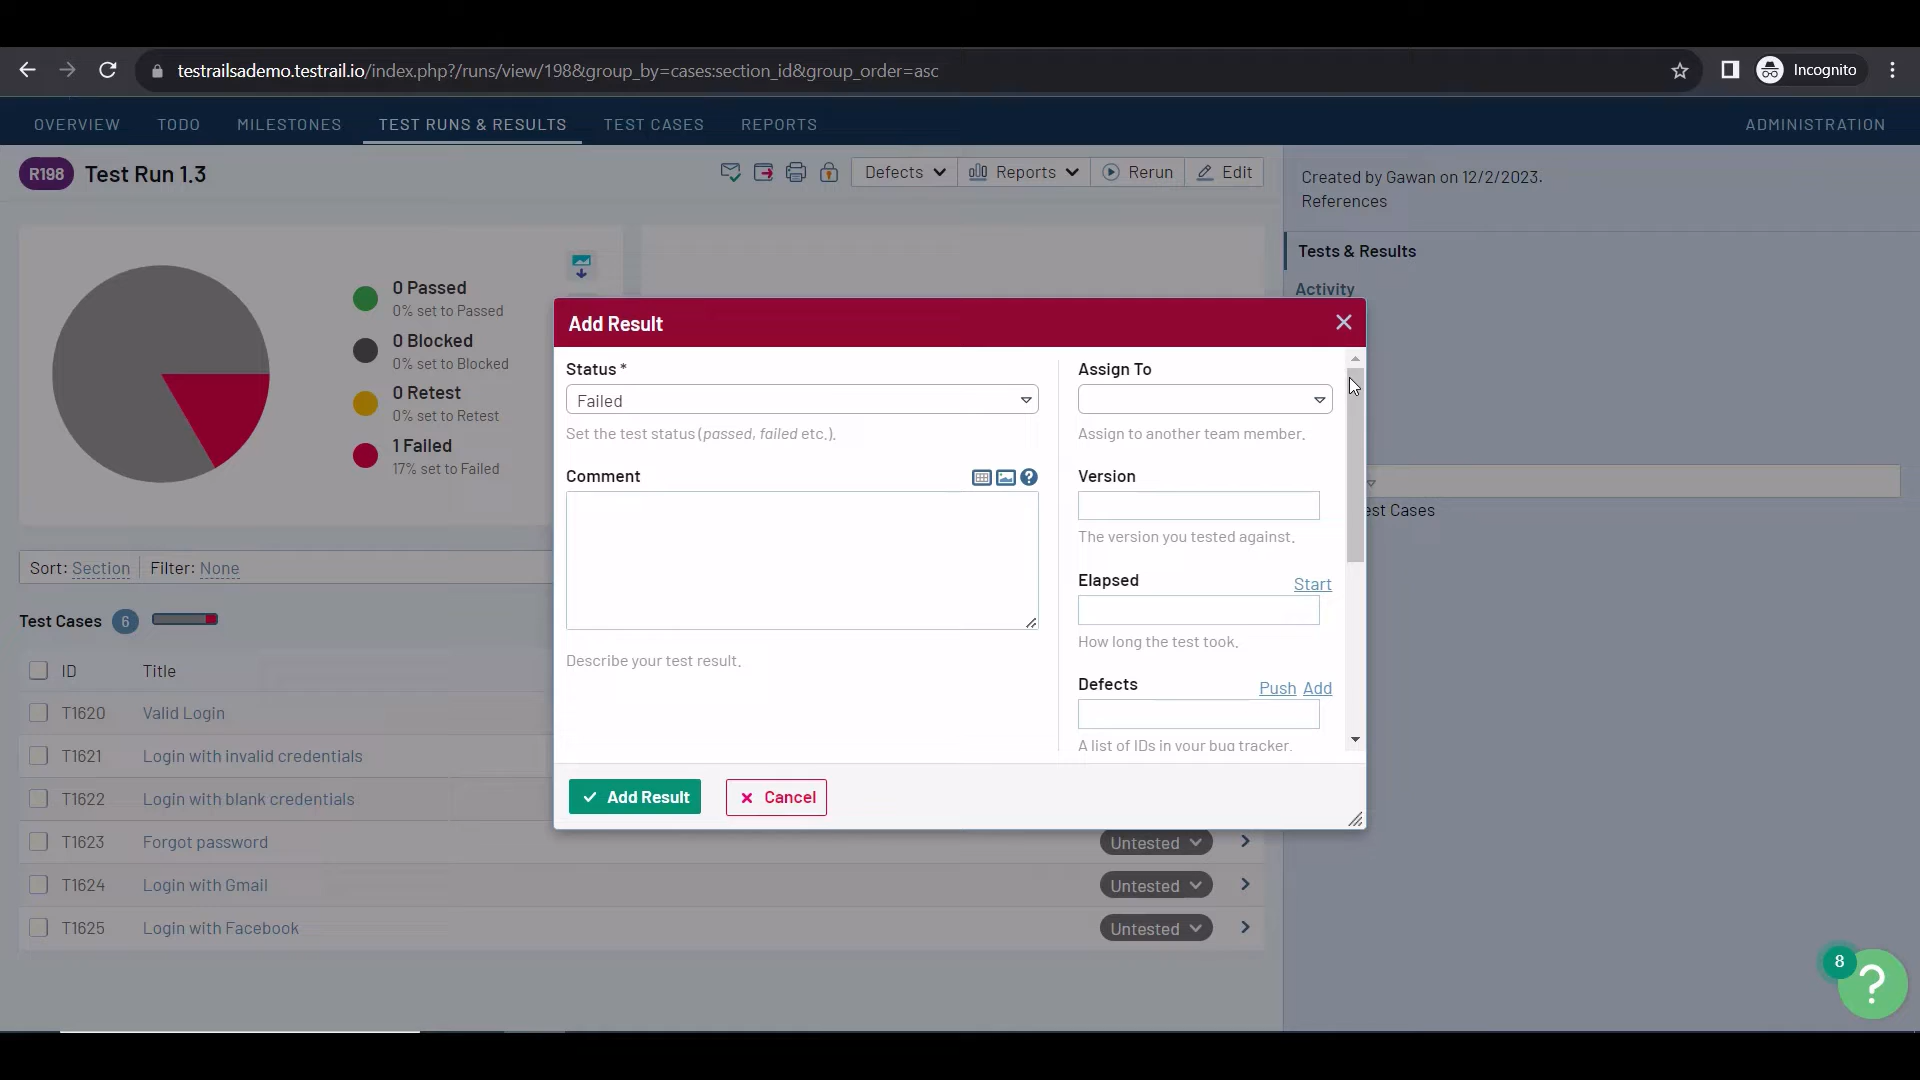 testrailsademo.testrail.io/index.php?/runs/view/198&group_by=cases:section_id&group_order=asc
Incognito
OVERVIEW TODO MILESTONES TEST RUNS & RESULTS TEST CASES REPORTS ADMINISTRATION
R198 Test Run 1.3
Defects Reports Rerun Edit
Created by Gawan on 12/2/2023.
References
Tests & Results
Activity
0 Passed
0% set to Passed
0 Blocked
0% set to Blocked
0 Retest
0% set to Retest
1 Failed
17% set to Failed
Add Result
Status *
Failed
Set the test status (passed, failed etc.).
Comment
Describe your test result.
Assign To
Assign to another team member.
Version
The version you tested against.
Elapsed Start
How long the test took.
Defects Push Add
A list of IDs in your bug tracker.
Add Result Cancel
est Cases
Sort: Section Filter: None
Test Cases 6
ID Title
T1620 Valid Login
T1621 Login with invalid credentials
T1622 Login with blank credentials
T1623 Forgot password Untested
T1624 Login with Gmail Untested
T1625 Login with Facebook Untested
8
?